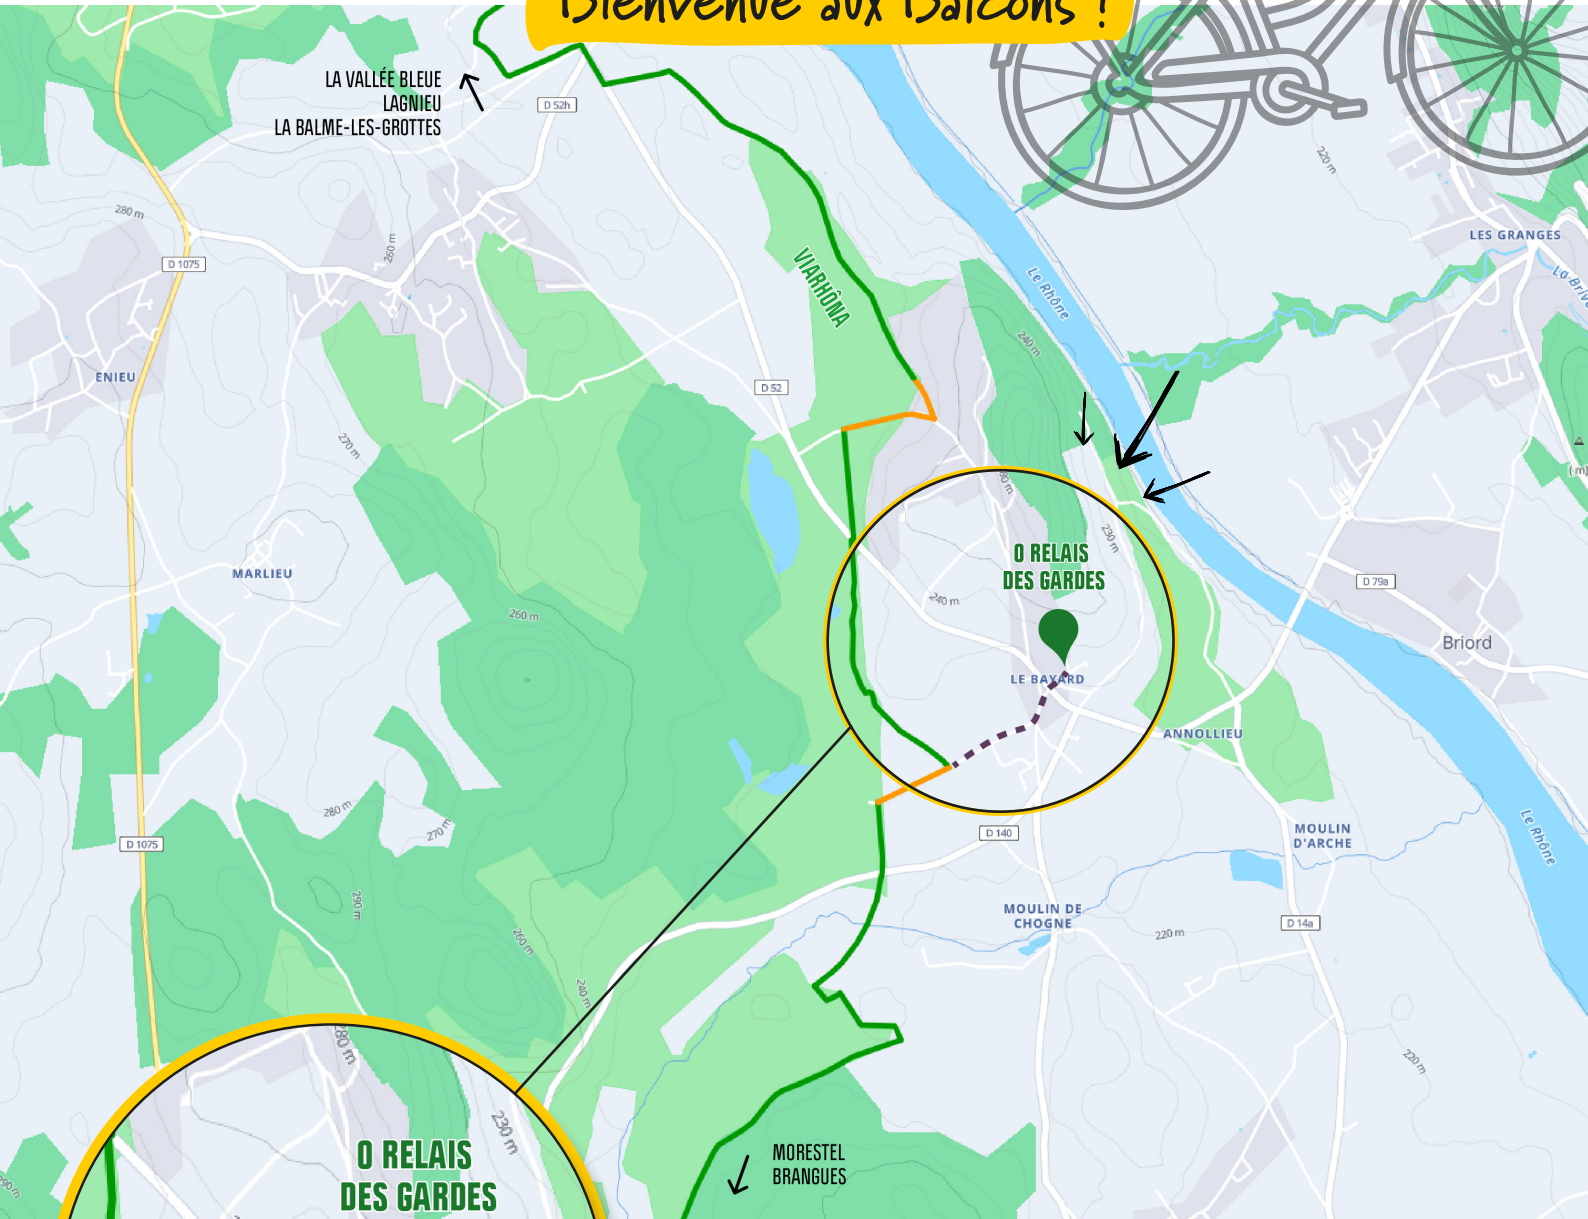 Bienvenue aux Balcons !
LA VALLÉE BLEUE
LAGNIEU
LA BALME-LES-GROTTES
D 52h
220 m
280 m
260 m
LES GRANGES
D 1075
VIARHÔNA
Le Rhône
240 m
ENIEU
D 52
270 m
230 m
O RELAIS
DES GARDES
MARLIEU
D 79a
240 m
260 m
Briord
LE BAYARD
ANNOLLIEU
280 m
270 m
D 140
MOULIN
D'ARCHE
Le Rhône
D 1075
290 m
MOULIN DE
CHOGNE
D 14a
220 m
260 m
240 m
280 m
220 m
230 m
O RELAIS
DES GARDES
MORESTEL
BRANGUES